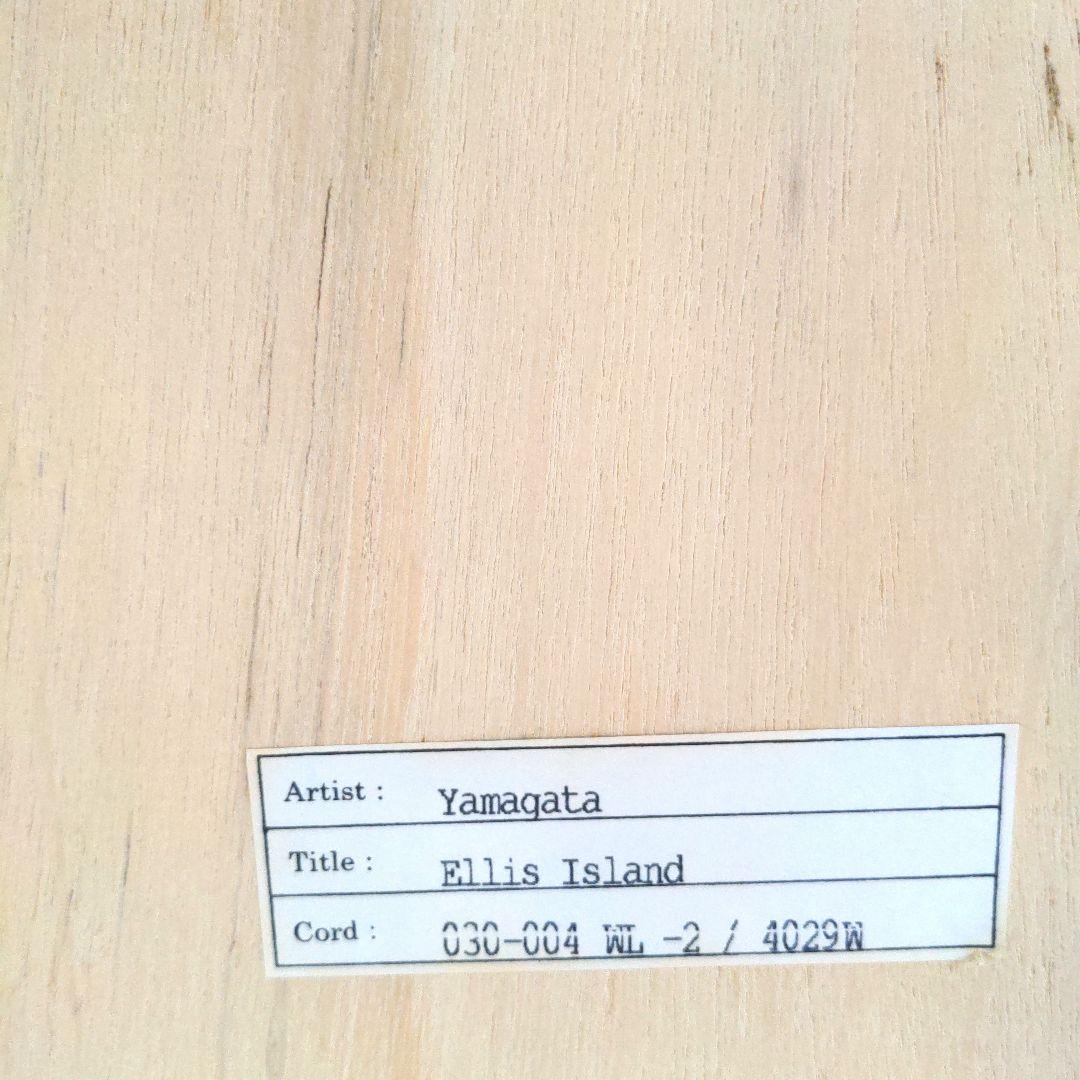 Artist : Yamagata
Title : Ellis Island
Cord : 030-004 WL -2 / 4029W